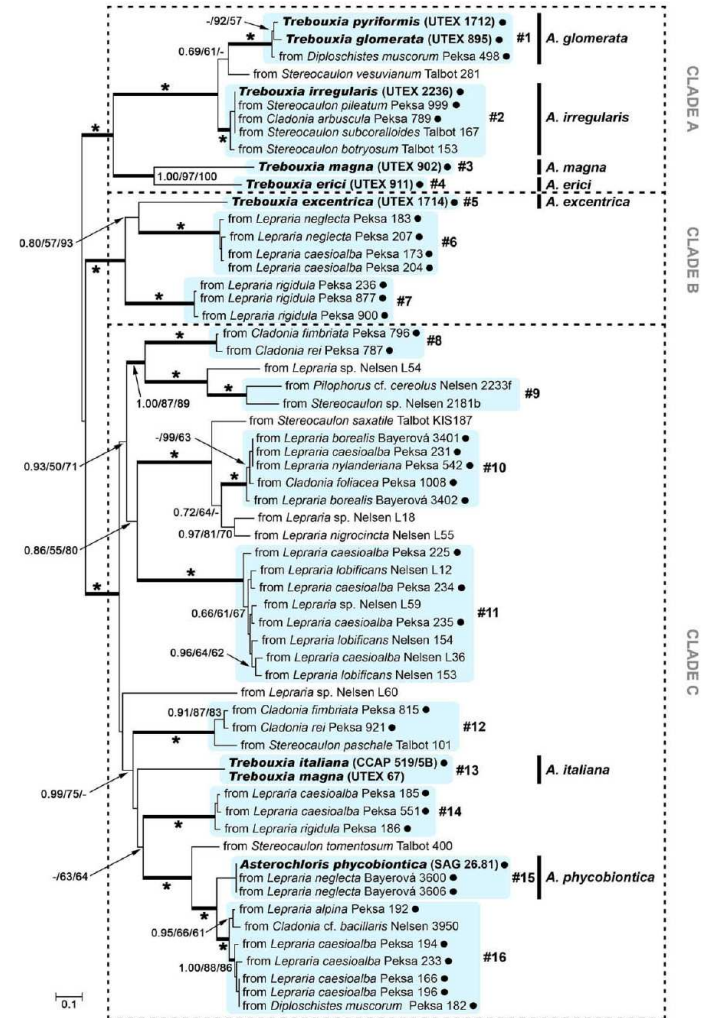 -/92/57
Trebouxia pyriformis (UTEX 1712) ●
Trebouxia glomerata (UTEX 895) ● #1 A. glomerata
from Diploschistes muscorum Peksa 498 ●
0.69/61/-
*
from Stereocaulon vesuvianum Talbot 281
CLADE A
Trebouxia irregularis (UTEX 2236)
from Stereocaulon pileatum Peksa 999 ●
* from Cladonia arbuscula Peksa 789 ● #2 A. irregularis
* from Stereocaulon subcoralloides Talbot 167
from Stereocaulon botryosum Talbot 153
Trebouxia magna (UTEX 902) ● #3 A. magna
1.00/97/100
Trebouxia erici (UTEX 911) ● #4 A. erici
Trebouxia excentrica (UTEX 1714) ● #5 A. excentrica
from Lepraria neglecta Peksa 183 ●
* from Lepraria neglecta Peksa 207 ● #6
0.80/57/93
from Lepraria caesioalba Peksa 173 ●
* from Lepraria caesioalba Peksa 204 ●
CLADE B
from Lepraria rigidula Peksa 236 ●
* from Lepraria rigidula Peksa 877 ● #7
from Lepraria rigidula Peksa 900 ●
* from Cladonia fimbriata Peksa 796 ● #8
from Cladonia rei Peksa 787 ●
* from Lepraria sp. Nelsen L54
* from Pilophorus cf. cereolus Nelsen 2233f #9
1.00/87/89
from Stereocaulon sp. Nelsen 2181b
from Stereocaulon saxatile Talbot KIS187
-/99/63
from Lepraria borealis Bayerová 3401 ●
* from Lepraria caesioalba Peksa 231 ●
0.93/50/71
from Lepraria nylanderiana Peksa 542 ● #10
* from Cladonia foliacea Peksa 1008 ●
from Lepraria borealis Bayerová 3402 ●
0.72/64/-
from Lepraria sp. Nelsen L18
0.97/81/70
from Lepraria nigrocincta Nelsen L55
0.86/55/80
from Lepraria caesioalba Peksa 225 ●
* from Lepraria lobificans Nelsen L12
* from Lepraria caesioalba Peksa 234 ●
from Lepraria sp. Nelsen L59
0.66/61/67
from Lepraria caesioalba Peksa 235 ● #11
from Lepraria lobificans Nelsen 154
0.96/64/62
from Lepraria caesioalba Nelsen L36
from Lepraria lobificans Nelsen 153
CLADE C
from Lepraria sp. Nelsen L60
0.91/87/83
from Cladonia fimbriata Peksa 815 ●
from Cladonia rei Peksa 921 ● #12
* from Stereocaulon paschale Talbot 101
Trebouxia italiana (CCAP 519/5B) ●
Trebouxia magna (UTEX 67) #13 A. italiana
0.99/75/-
from Lepraria caesioalba Peksa 185 ●
* from Lepraria caesioalba Peksa 551 ● #14
from Lepraria rigidula Peksa 186 ●
from Stereocaulon tomentosum Talbot 400
-/63/64
* Asterochloris phycobiontica (SAG 26.81) ●
from Lepraria neglecta Bayerová 3600 ● #15 A. phycobiontica
* from Lepraria neglecta Bayerová 3606 ●
from Lepraria alpina Peksa 192 ●
0.95/66/61
from Cladonia cf. bacillaris Nelsen 3950
* from Lepraria caesioalba Peksa 194 ●
1.00/88/86
from Lepraria caesioalba Peksa 233 ● #16
from Lepraria caesioalba Peksa 166 ●
from Lepraria caesioalba Peksa 196 ●
from Diploschistes muscorum Peksa 182 ●
0.1